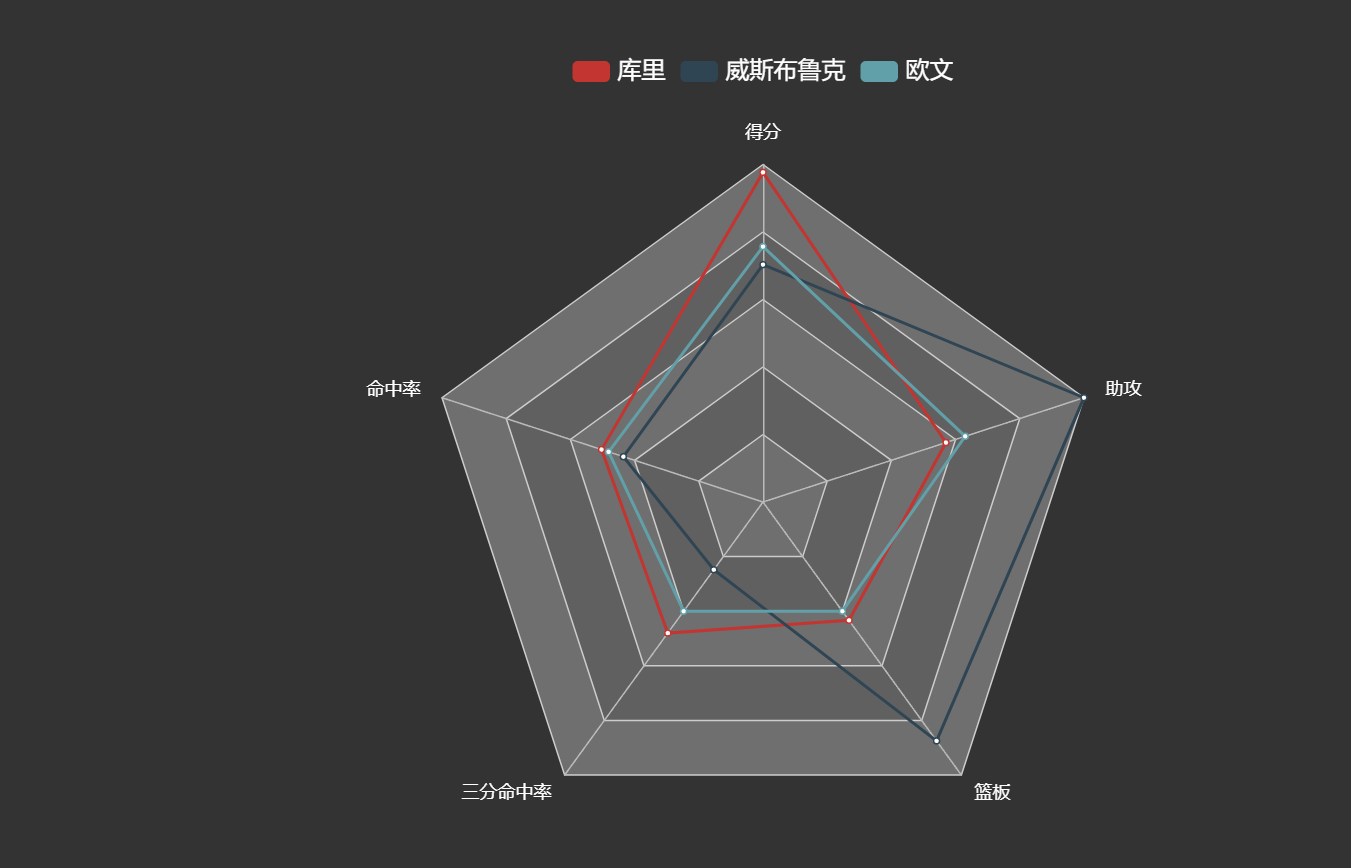 库里 威斯布鲁克 欧文
得分
助攻
命中率
三分命中率
篮板